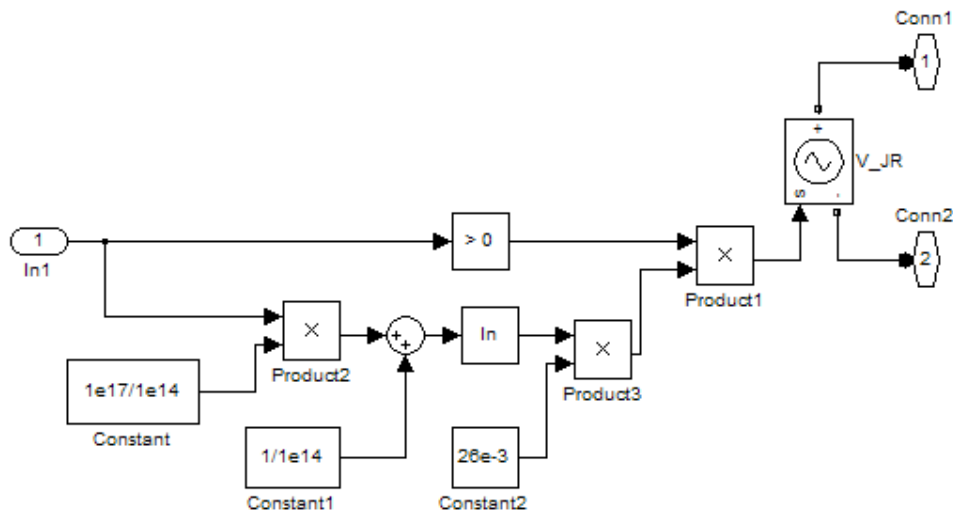 Conn1
1
+
V_JR
s
-
Conn2
2
1
In1
> 0
×
Product1
×
Product2
+
+
ln
×
Product3
1e17/1e14
Constant
1/1e14
Constant1
26e-3
Constant2